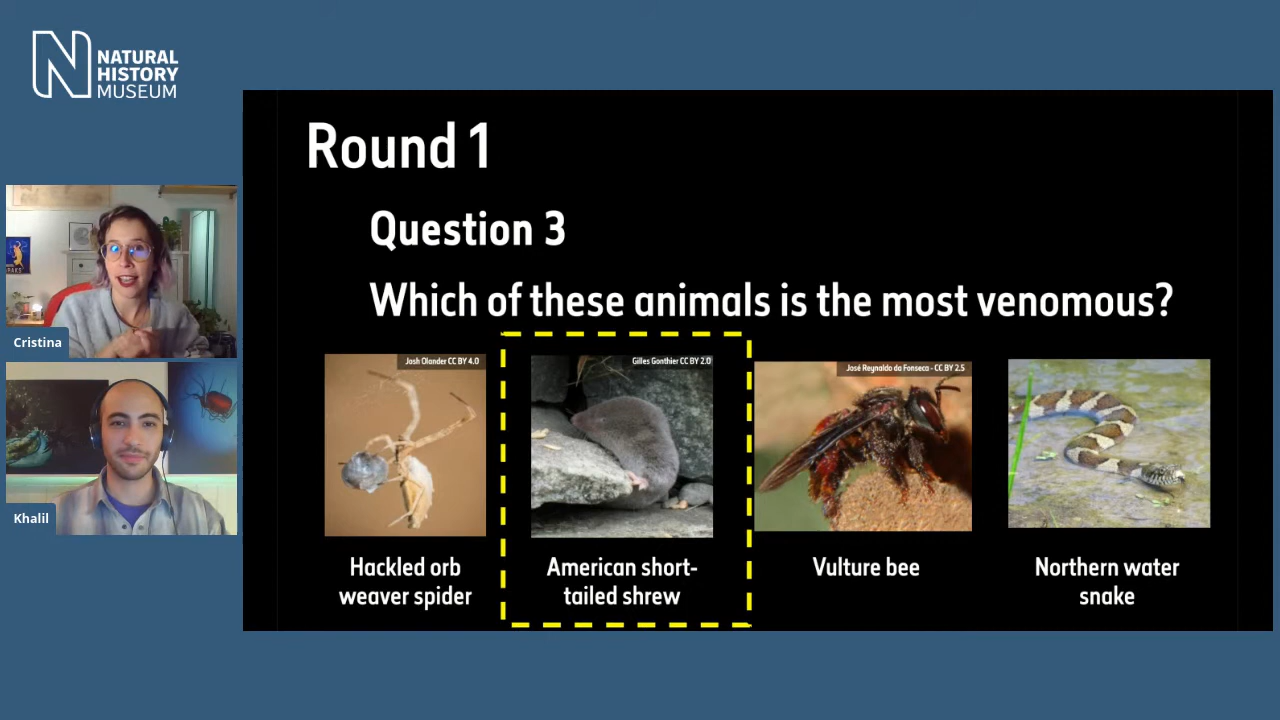 NATURAL
HISTORY
MUSEUM
Round 1
Question 3
Which of these animals is the most venomous?
Josh Olander CC BY 4.0
Gilles Gonthier CC BY 2.0
José Reynaldo da Fonseca - CC BY 2.5
Hackled orb
weaver spider
American short-
tailed shrew
Vulture bee
Northern water
snake
Cristina
Khalil